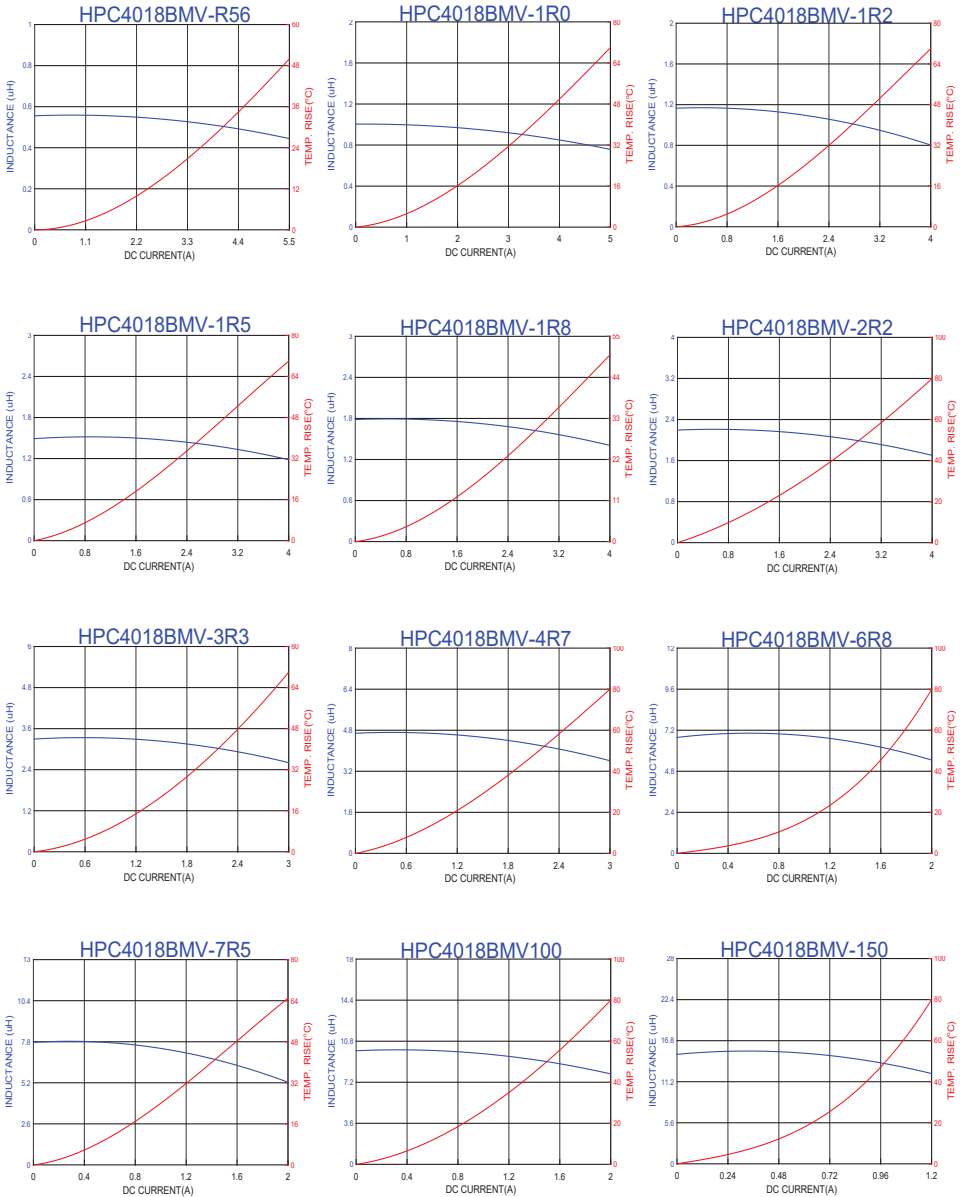 HPC4018BMV-R56
INDUCTANCE (uH)
1
0.8
0.6
0.4
0.2
0
TEMP. RISE(°C)
60
48
36
24
12
0
0 1.1 2.2 3.3 4.4 5.5
DC CURRENT(A)
HPC4018BMV-1R0
INDUCTANCE (uH)
2
1.6
1.2
0.8
0.4
0
TEMP. RISE(°C)
80
64
48
32
16
0
0 1 2 3 4 5
DC CURRENT(A)
HPC4018BMV-1R2
INDUCTANCE (uH)
2
1.6
1.2
0.8
0.4
0
TEMP. RISE(°C)
80
64
48
32
16
0
0 0.8 1.6 2.4 3.2 4
DC CURRENT(A)
HPC4018BMV-1R5
INDUCTANCE (uH)
3
2.4
1.8
1.2
0.6
0
TEMP. RISE(°C)
80
64
48
32
16
0
0 0.8 1.6 2.4 3.2 4
DC CURRENT(A)
HPC4018BMV-1R8
INDUCTANCE (uH)
3
2.4
1.8
1.2
0.6
0
TEMP. RISE(°C)
55
44
33
22
11
0
0 0.8 1.6 2.4 3.2 4
DC CURRENT(A)
HPC4018BMV-2R2
INDUCTANCE (uH)
4
3.2
2.4
1.6
0.8
0
TEMP. RISE(°C)
100
80
60
40
20
0
0 0.8 1.6 2.4 3.2 4
DC CURRENT(A)
HPC4018BMV-3R3
INDUCTANCE (uH)
6
4.8
3.6
2.4
1.2
0
TEMP. RISE(°C)
80
64
48
32
16
0
0 0.6 1.2 1.8 2.4 3
DC CURRENT(A)
HPC4018BMV-4R7
INDUCTANCE (uH)
8
6.4
4.8
3.2
1.6
0
TEMP. RISE(°C)
100
80
60
40
20
0
0 0.6 1.2 1.8 2.4 3
DC CURRENT(A)
HPC4018BMV-6R8
INDUCTANCE (uH)
12
9.6
7.2
4.8
2.4
0
TEMP. RISE(°C)
100
80
60
40
20
0
0 0.4 0.8 1.2 1.6 2
DC CURRENT(A)
HPC4018BMV-7R5
INDUCTANCE (uH)
13
10.4
7.8
5.2
2.6
0
TEMP. RISE(°C)
80
64
48
32
16
0
0 0.4 0.8 1.2 1.6 2
DC CURRENT(A)
HPC4018BMV100
INDUCTANCE (uH)
18
14.4
10.8
7.2
3.6
0
TEMP. RISE(°C)
100
80
60
40
20
0
0 0.4 0.8 1.2 1.6 2
DC CURRENT(A)
HPC4018BMV-150
INDUCTANCE (uH)
28
22.4
16.8
11.2
5.6
0
TEMP. RISE(°C)
100
80
60
40
20
0
0 0.24 0.48 0.72 0.96 1.2
DC CURRENT(A)